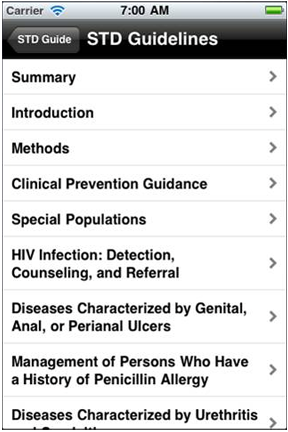 Carrier 7:00 AM
STD Guide STD Guidelines
Summary
Introduction
Methods
Clinical Prevention Guidance
Special Populations
HIV Infection: Detection,
Counseling, and Referral
Diseases Characterized by Genital,
Anal, or Perianal Ulcers
Management of Persons Who Have
a History of Penicillin Allergy
Diseases Characterized by Urethritis